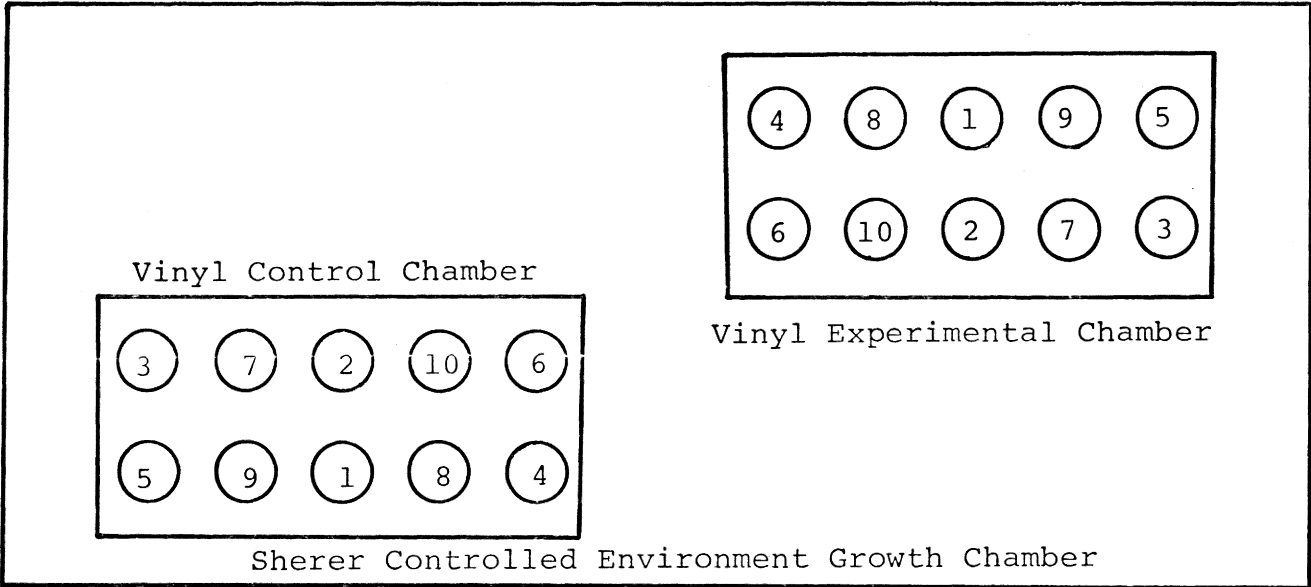 4 8 1 9 5
6 10 2 7 3
Vinyl Experimental Chamber
Vinyl Control Chamber
3 7 2 10 6
5 9 1 8 4
Sherer Controlled Environment Growth Chamber